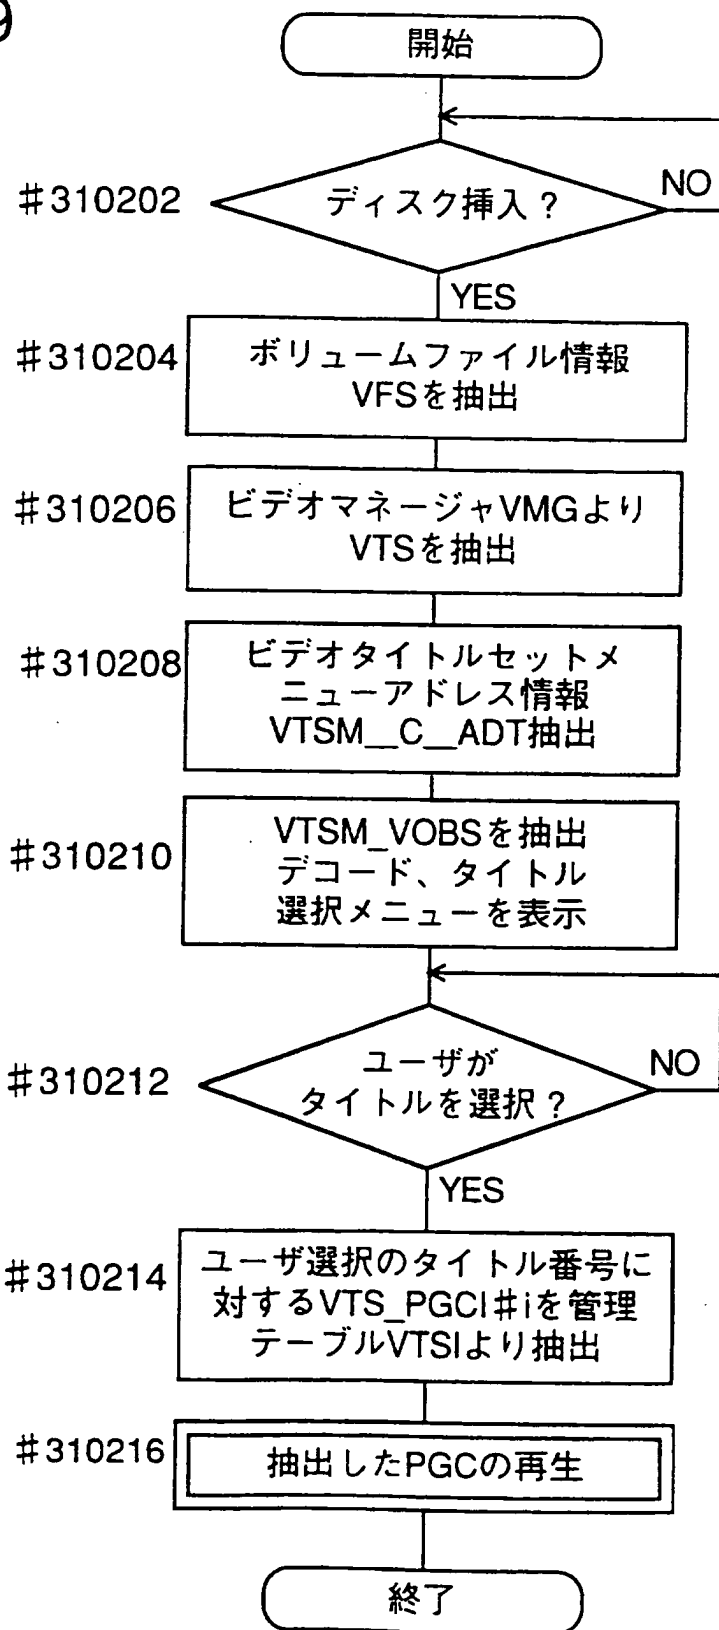 9
開始
#310202
ディスク挿入?
NO
YES
#310204
ボリュームファイル情報
VFSを抽出
#310206
ビデオマネージャVMGより
VTSを抽出
#310208
ビデオタイトルセットメ
ニューアドレス情報
VTSM__C__ADT抽出
#310210
VTSM_VOBSを抽出
デコード、タイトル
選択メニューを表示
#310212
ユーザが
タイトルを選択?
NO
YES
#310214
ユーザ選択のタイトル番号に
対するVTS_PGCI#iを管理
テーブルVTSIより抽出
#310216
抽出したPGCの再生
終了